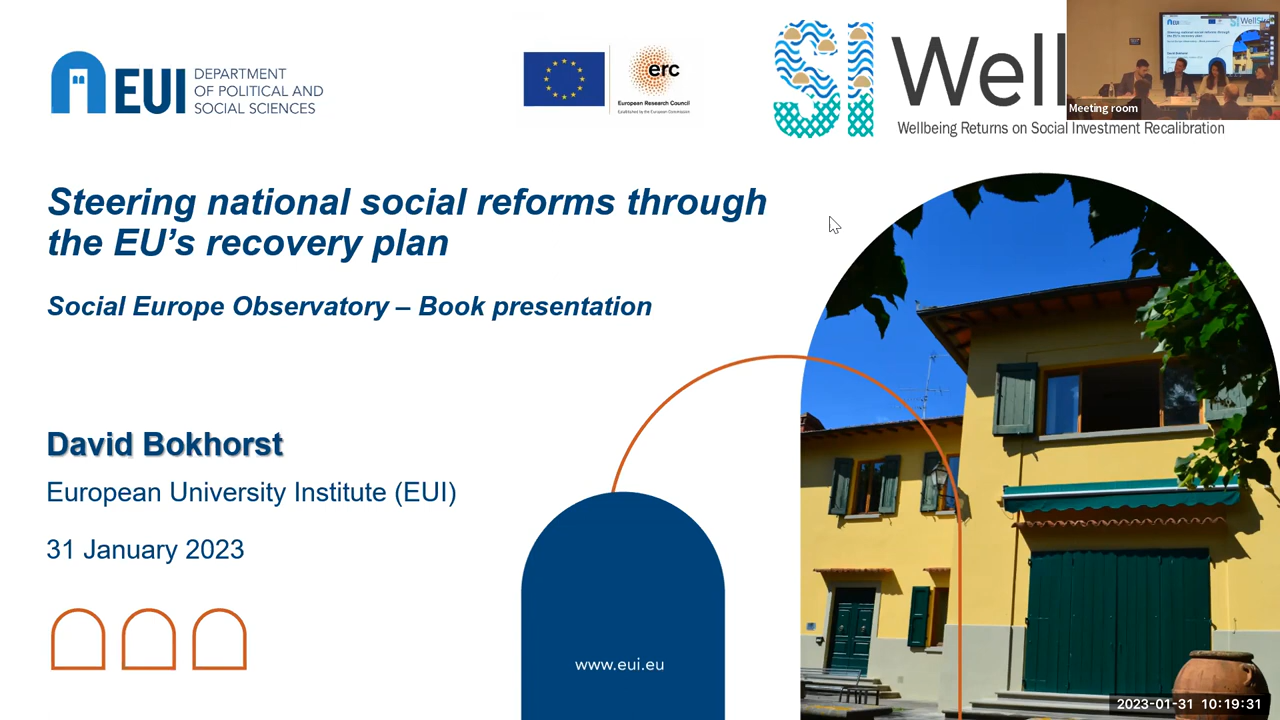 EUI
DEPARTMENT
OF POLITICAL AND
SOCIAL SCIENCES
erc
European Research Council
Established by the European Commission
SI Well
Wellbeing Returns on Social Investment Recalibration
Meeting room
Steering national social reforms through
the EU's recovery plan
Social Europe Observatory – Book presentation
David Bokhorst
European University Institute (EUI)
31 January 2023
www.eui.eu
2023-01-31 10:19:31